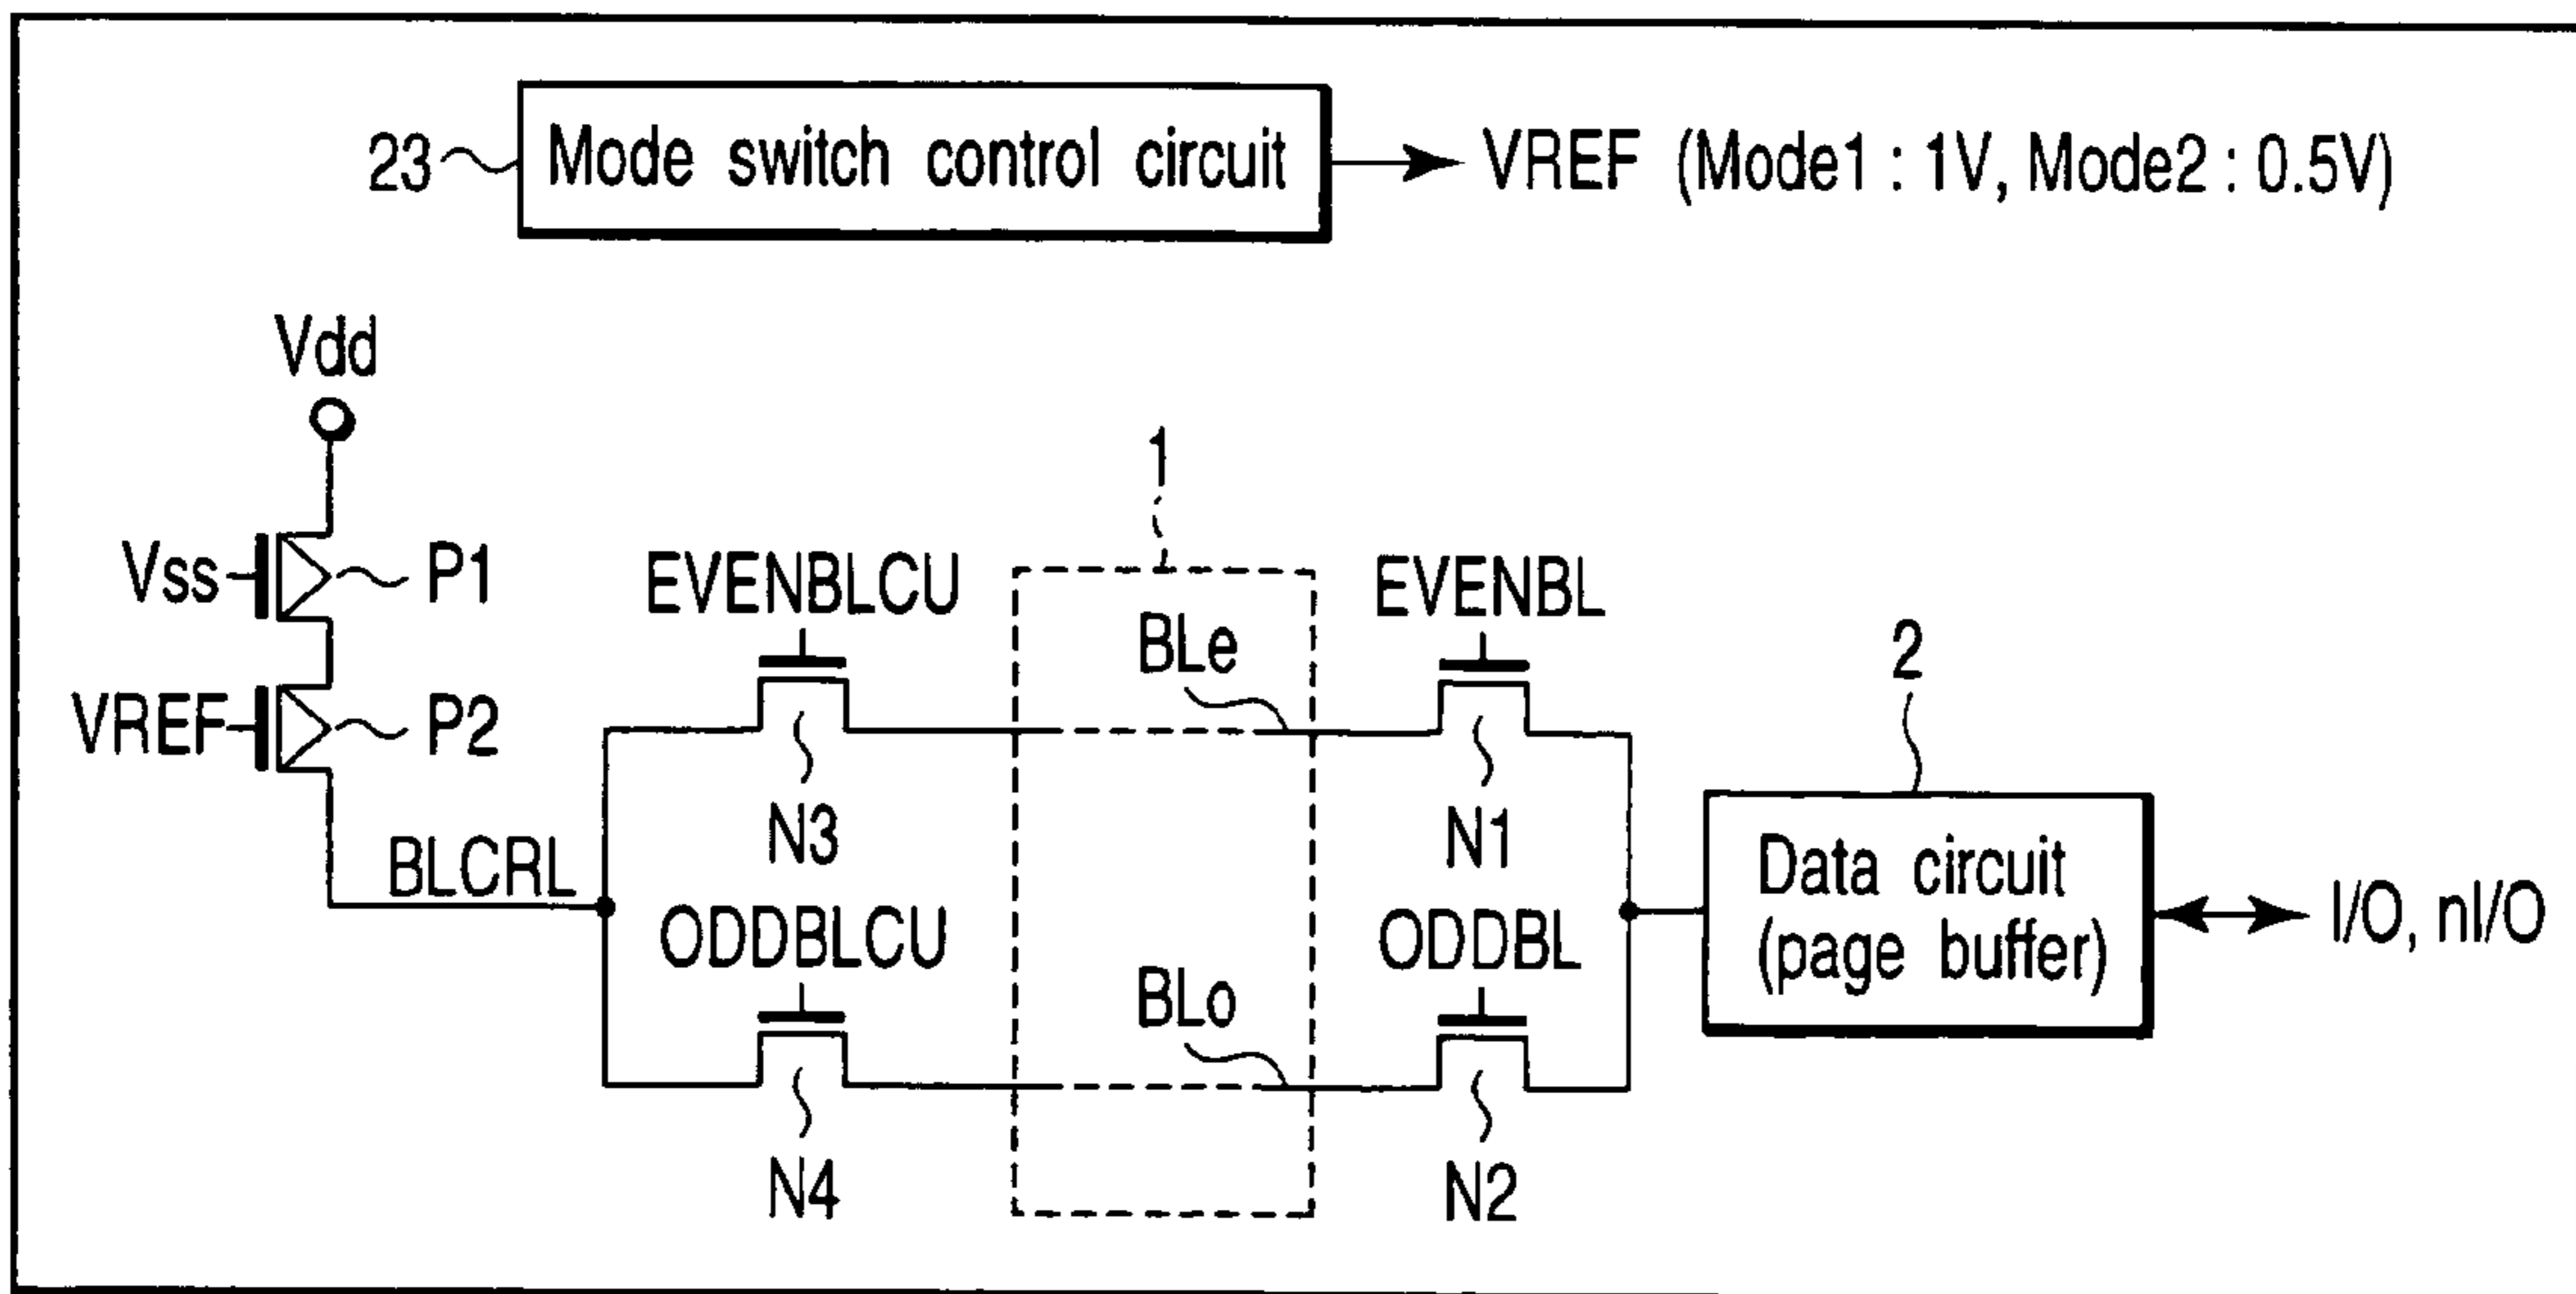 23
Mode switch control circuit
VREF (Mode1 : 1V, Mode2 : 0.5V)
Vdd
1
Vss
P1
EVENBLCU
BLe
EVENBL
2
VREF
P2
N3
N1
BLCRL
Data circuit
(page buffer)
I/O, nI/O
ODDBLCU
BLo
ODDBL
N4
N2